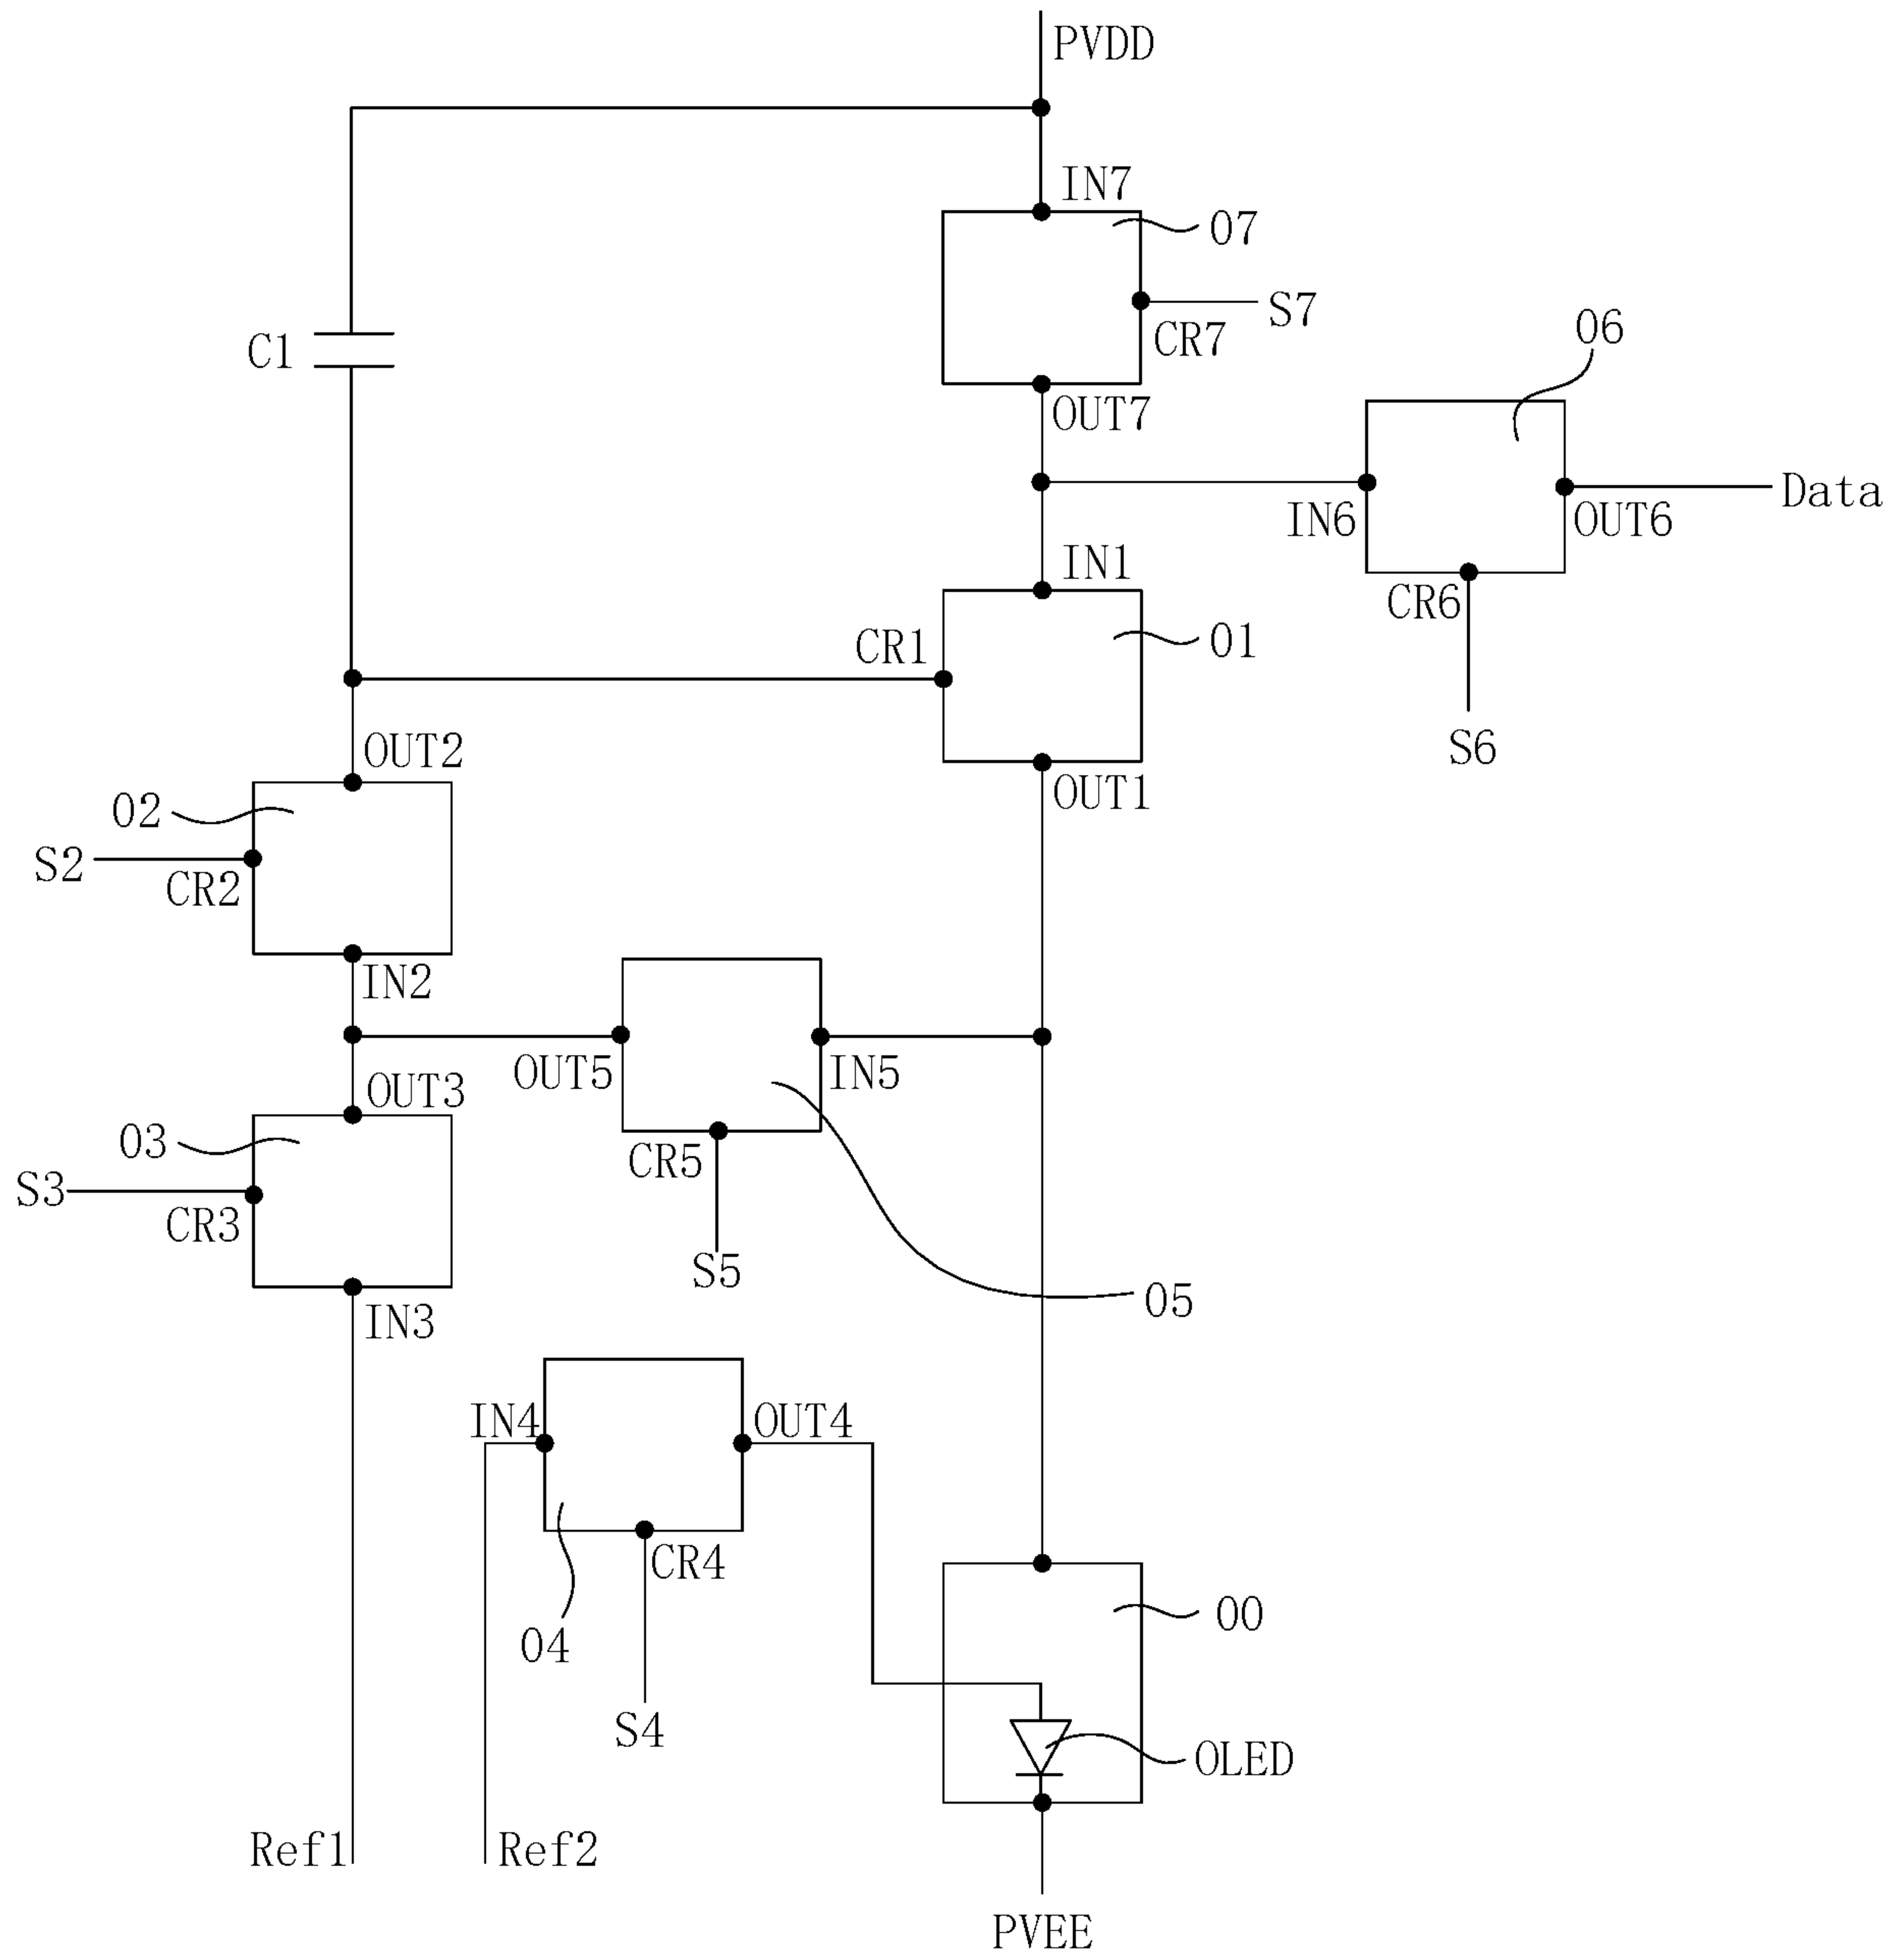 PVDD
IN7
07
S7
CR7
C1
06
OUT7
Data
IN6
OUT6
IN1
CR6
CR1
01
S6
OUT2
OUT1
02
S2
CR2
IN2
OUT5
IN5
OUT3
03
CR5
S3
CR3
S5
05
IN3
IN4
OUT4
CR4
00
04
S4
OLED
Ref1
Ref2
PVEE